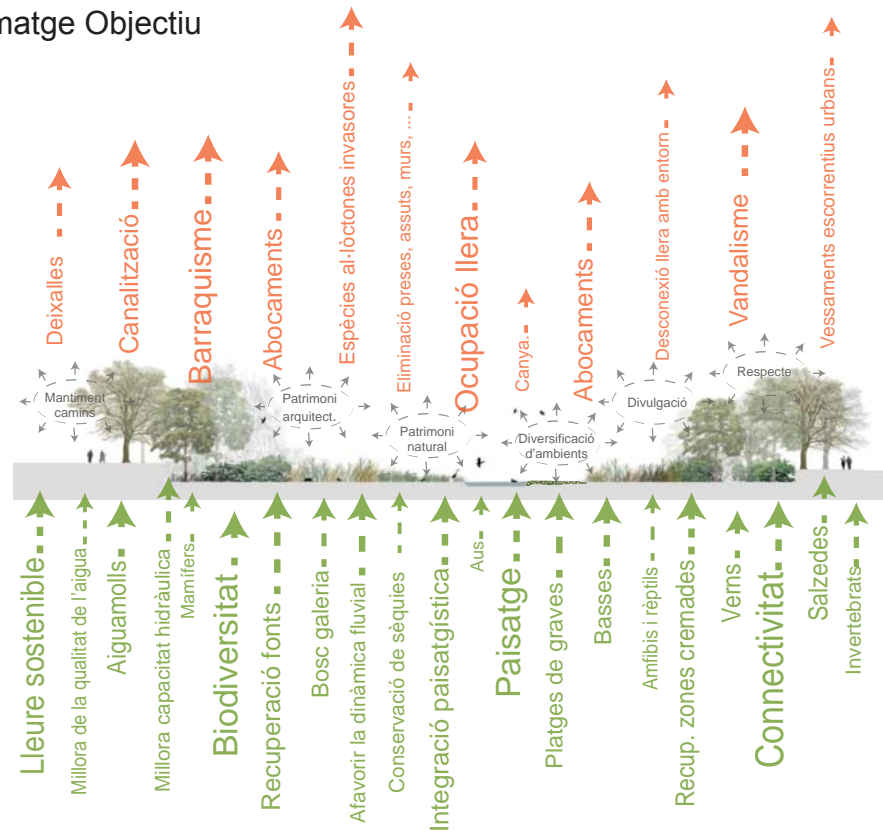 matge Objectiu
Deixalles
Canalització
Barraquisme
Abocaments
Espècies al·lòctones invasores
Eliminació preses, assuts, murs, ...
Ocupació llera
Canya
Abocaments
Desconexió llera amb entorn
Vandalisme
Vessaments escorrentius urbans
Mantiment
camins
Patrimoni
arquitect.
Patrimoni
natural
Diversificació
d'ambients
Divulgació
Respecte
Lleure sostenible
Millora de la qualitat de l'aigua
Aiguamolls
Millora capacitat hidràulica
Mamífers
Biodiversitat
Recuperació fonts
Bosc galeria
Afavorir la dinàmica fluvial
Conservació de sèquies
Integració paisatgística
Aus
Paisatge
Platges de graves
Basses
Amfibis i rèptils
Recup. zones cremades
Verns
Connectivitat
Salzedes
Invertebrats